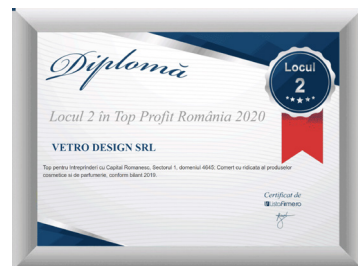 Diplomă
Locul
2
Locul 2 în Top Profit România 2020
VETRO DESIGN SRL
Top pentru Intreprinderi cu Capital Romanesc, Sectorul 1, domeniul 4645: Comert cu ridicata al produselor
cosmetice si de parfumerie, conform bilant 2019.
Certificat de
ListaFirmero